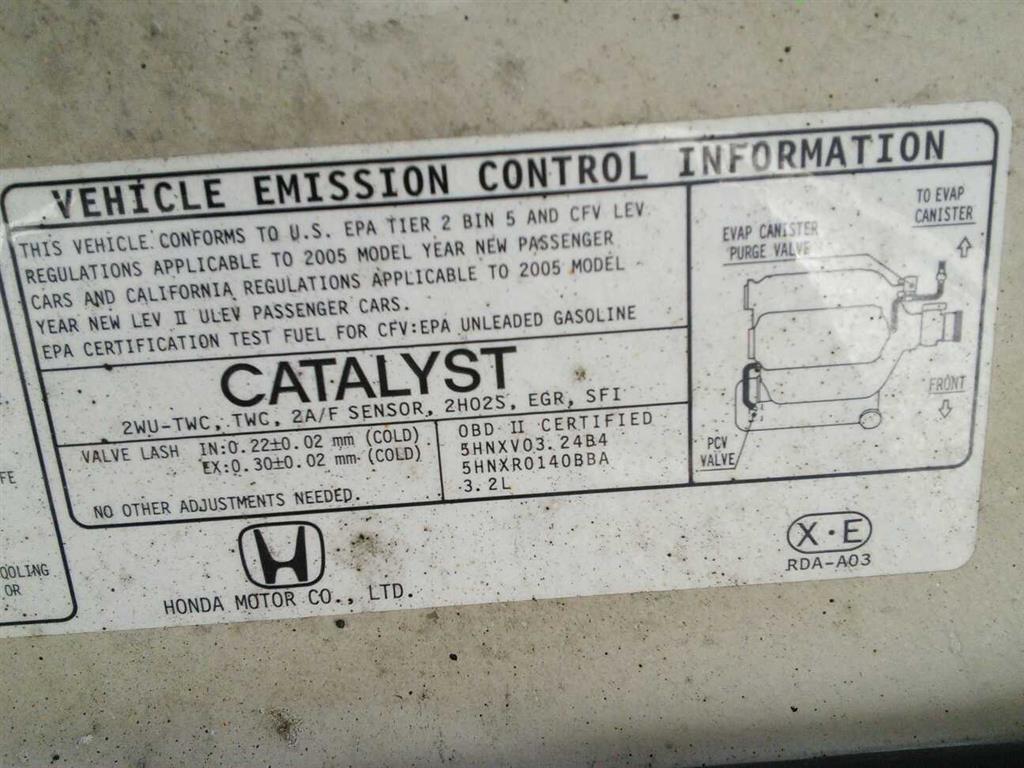 VEHICLE EMISSION CONTROL INFORMATION
THIS VEHICLE CONFORMS TO U.S. EPA TIER 2 BIN 5 AND CFV LEV
REGULATIONS APPLICABLE TO 2005 MODEL YEAR NEW PASSENGER
CARS AND CALIFORNIA REGULATIONS APPLICABLE TO 2005 MODEL
YEAR NEW LEV II ULEV PASSENGER CARS.
EPA CERTIFICATION TEST FUEL FOR CFV:EPA UNLEADED GASOLINE
CATALYST
2WU-TWC, TWC, 2A/F SENSOR, 2HO2S, EGR, SFI
VALVE LASH IN:0.22±0.02 mm (COLD)
EX:0.30±0.02 mm (COLD)
NO OTHER ADJUSTMENTS NEEDED.
OBD II CERTIFIED
5HNXV03.24B4
5HNXR0140BBA
3.2L
EVAP CANISTER
PURGE VALVE
TO EVAP
CANISTER
FRONT
PCV
VALVE
FE
OOLING
OR
HONDA MOTOR CO., LTD.
X·E
RDA-A03